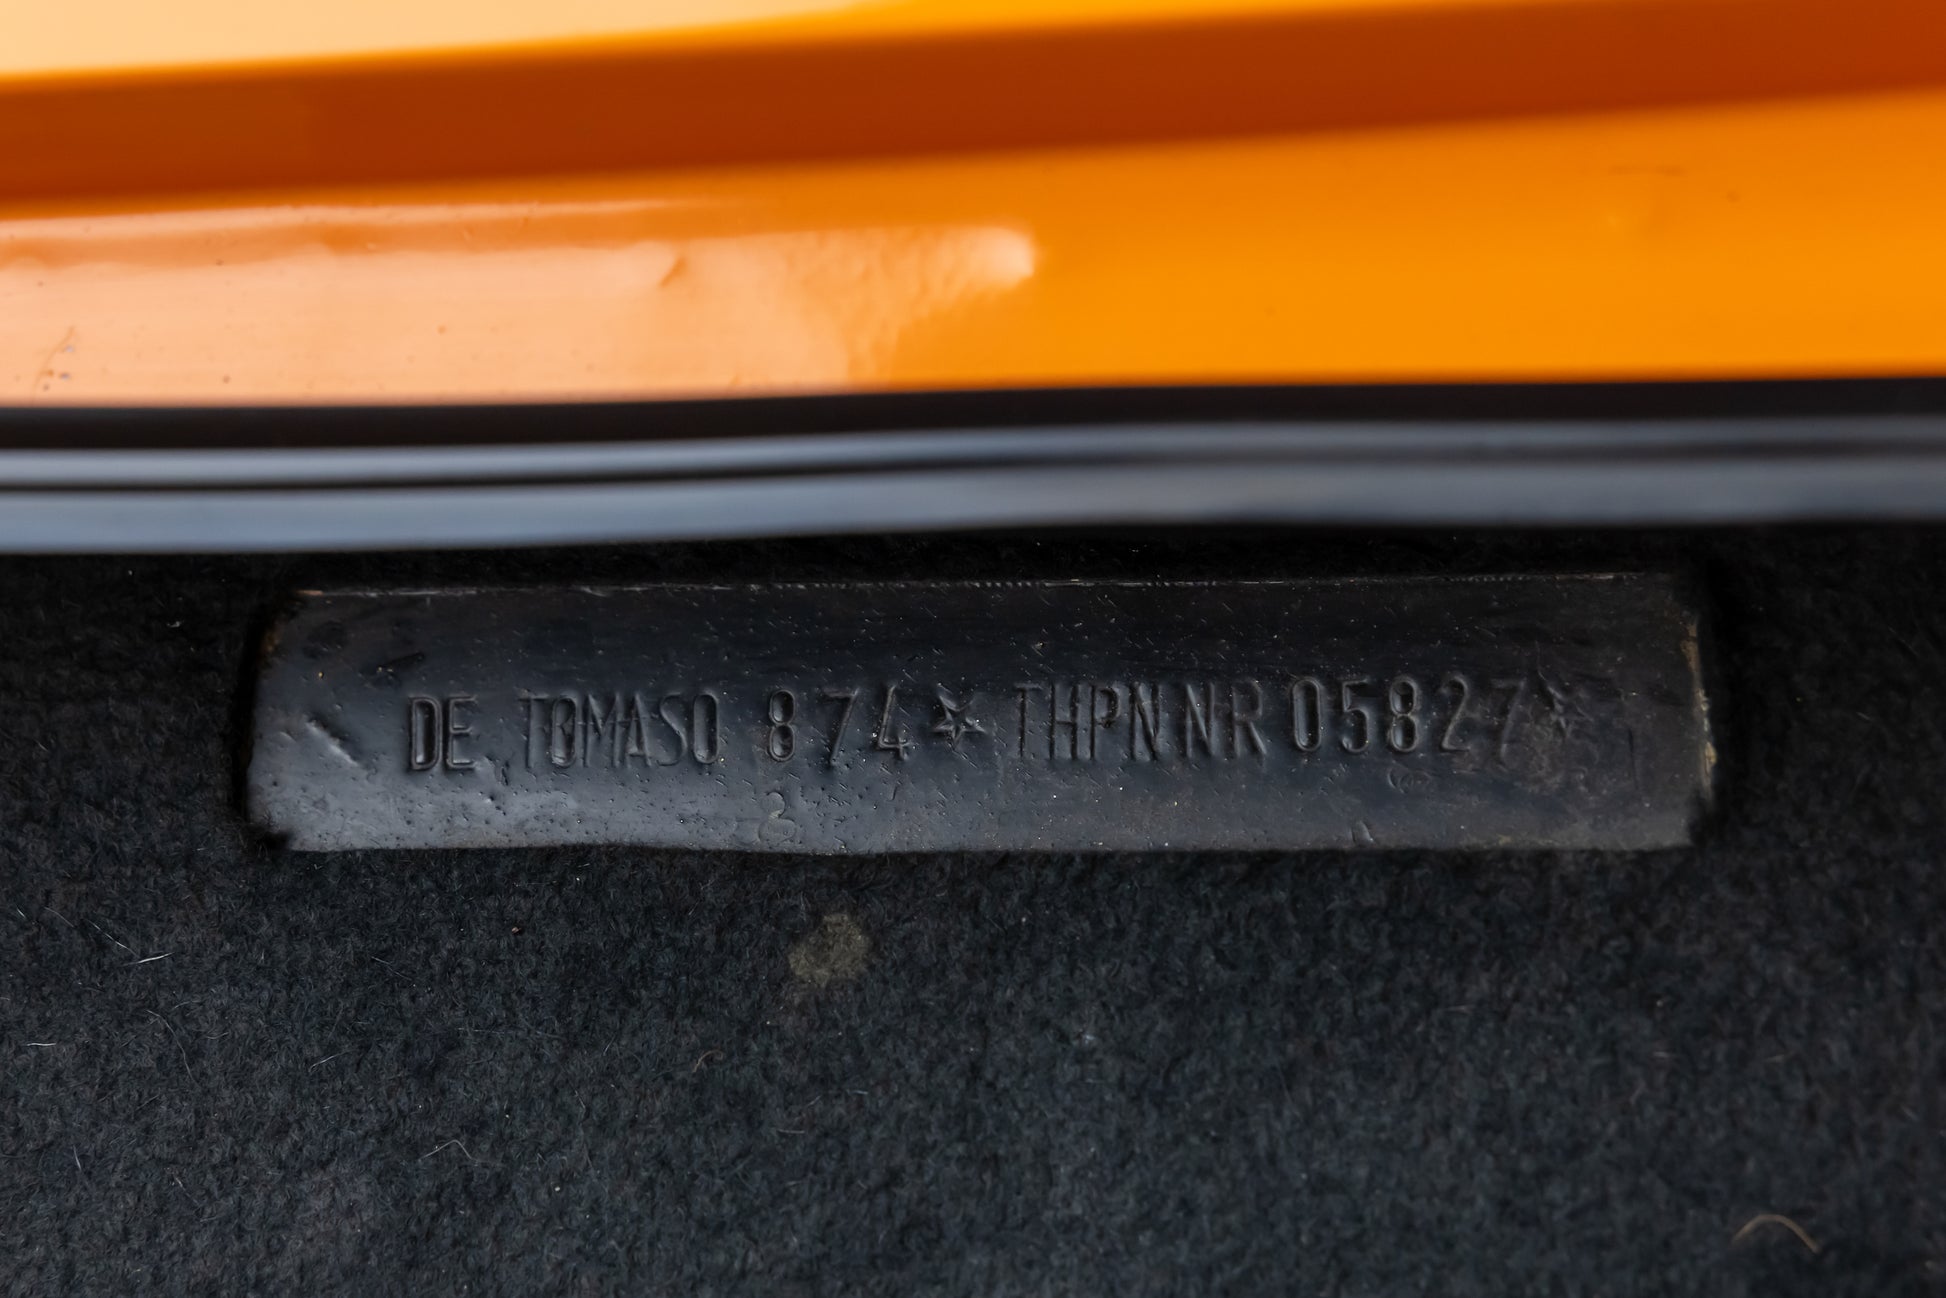 DE TOMASO 874★THPNNR05827★